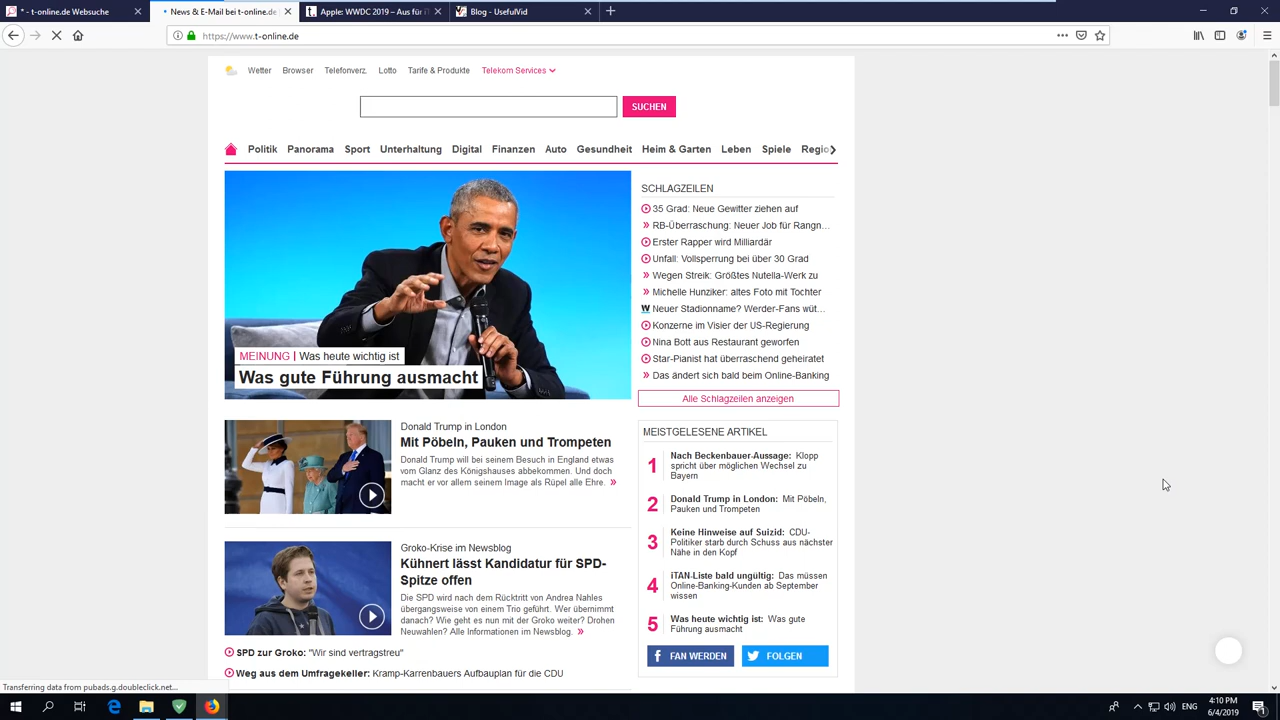 * - t-online.de Websuche
News & E-Mail bei t-online.de
Apple: WWDC 2019 – Aus für iT
Blog - UsefulVid
https://www.t-online.de
Wetter Browser Telefonverz. Lotto Tarife & Produkte Telekom Services
SUCHEN
Politik Panorama Sport Unterhaltung Digital Finanzen Auto Gesundheit Heim & Garten Leben Spiele Regio
MEINUNG | Was heute wichtig ist
Was gute Führung ausmacht
SCHLAGZEILEN
35 Grad: Neue Gewitter ziehen auf
RB-Überraschung: Neuer Job für Rangn…
Erster Rapper wird Milliardär
Unfall: Vollsperrung bei über 30 Grad
Wegen Streik: Größtes Nutella-Werk zu
Michelle Hunziker: altes Foto mit Tochter
W Neuer Stadionname? Werder-Fans wüt…
Konzerne im Visier der US-Regierung
Nina Bott aus Restaurant geworfen
Star-Pianist hat überraschend geheiratet
Das ändert sich bald beim Online-Banking
Alle Schlagzeilen anzeigen
Donald Trump in London
Mit Pöbeln, Pauken und Trompeten
Donald Trump will bei seinem Besuch in England etwas
vom Glanz des Königshauses abbekommen. Und doch
macht er vor allem seinem Image als Rüpel alle Ehre. »
Groko-Krise im Newsblog
Kühnert lässt Kandidatur für SPD-
Spitze offen
Die SPD wird nach dem Rücktritt von Andrea Nahles
übergangsweise von einem Trio geführt. Wer übernimmt
danach? Wie geht es nun mit der Groko weiter? Drohen
Neuwahlen? Alle Informationen im Newsblog. »
SPD zur Groko: "Wir sind vertragstreu"
Weg aus dem Umfragekeller: Kramp-Karrenbauers Aufbauplan für die CDU
MEISTGELESENE ARTIKEL
1 Nach Beckenbauer-Aussage: Klopp
spricht über möglichen Wechsel zu
Bayern
2 Donald Trump in London: Mit Pöbeln,
Pauken und Trompeten
3 Keine Hinweise auf Suizid: CDU-
Politiker starb durch Schuss aus nächster
Nähe in den Kopf
4 iTAN-Liste bald ungültig: Das müssen
Online-Banking-Kunden ab September
wissen
5 Was heute wichtig ist: Was gute
Führung ausmacht
FAN WERDEN FOLGEN
Transferring data from pubads.g.doubleclick.net...
ENG
4:10 PM
6/4/2019